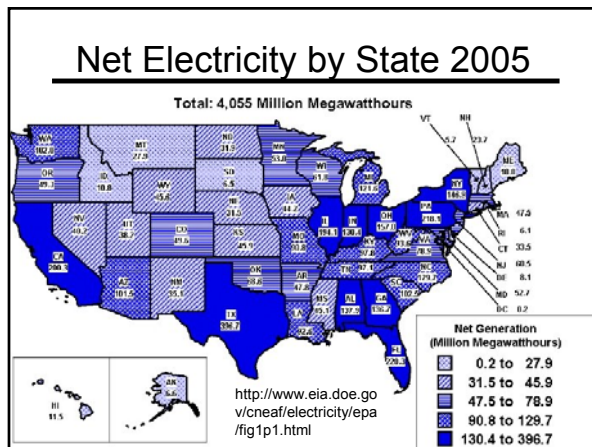 Net Electricity by State 2005
Total: 4,055 Million Megawatthours
VT
5.7
NH
23.7
WA
102.0
MT
27.9
ND
31.9
MN
53.0
ME
18.8
OR
49.3
ID
10.8
SD
6.5
WI
61.8
MI
121.6
NY
146.9
WY
45.6
NE
31.5
IA
44.2
PA
218.1
MA 47.5
RI 6.1
CT 33.5
NJ 60.5
DE 8.1
MD 52.7
DC 0.2
NV
40.2
UT
CO
49.6
KS
45.9
MO
90.8
IL
194.1
IN
130.4
OH
157.0
WV
VA
78.9
KY
97.8
CA
200.3
AZ
101.5
NM
35.1
OK
68.6
AR
47.8
TN
97.1
NC
129.7
SC
102.5
TX
396.7
LA
92.6
MS
45.1
AL
137.9
GA
136.7
FL
220.3
HI
11.5
AK
6.6
http://www.eia.doe.go
v/cneaf/electricity/epa
/fig1p1.html
Net Generation
(Million Megawatthours)
0.2 to 27.9
31.5 to 45.9
47.5 to 78.9
90.8 to 129.7
130.4 to 396.7